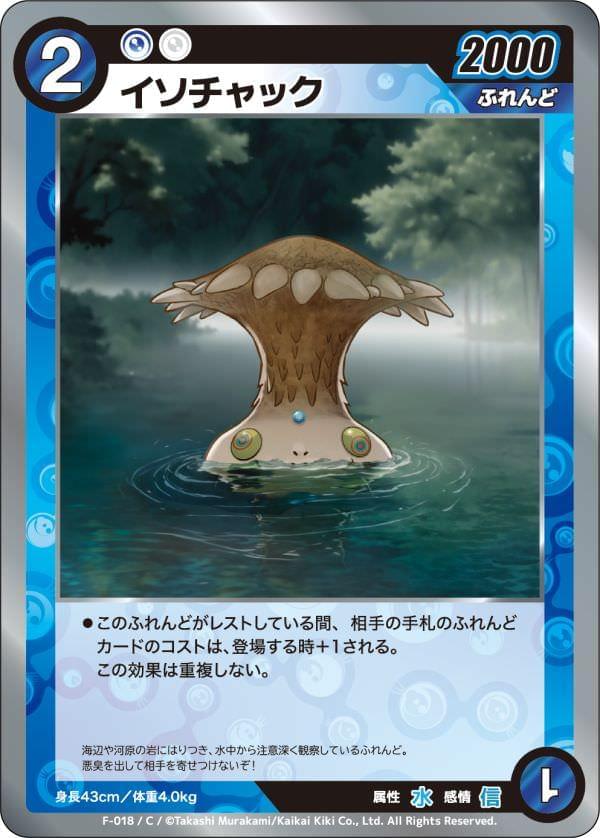 2
2000
イソチャック
ふれんど
●このふれんどがレストしている間、相手の手札のふれんど
カードのコストは、登場する時+1される。
この効果は重複しない。
海辺や河原の岩にはりつき、水中から注意深く観察しているふれんど。
悪臭を出して相手を寄せつけないぞ!
身長43cm/体重4.0kg
属性 水 感情 信
1
F-018 / C / ©Takashi Murakami/Kaikai Kiki Co., Ltd. All Rights Reserved.